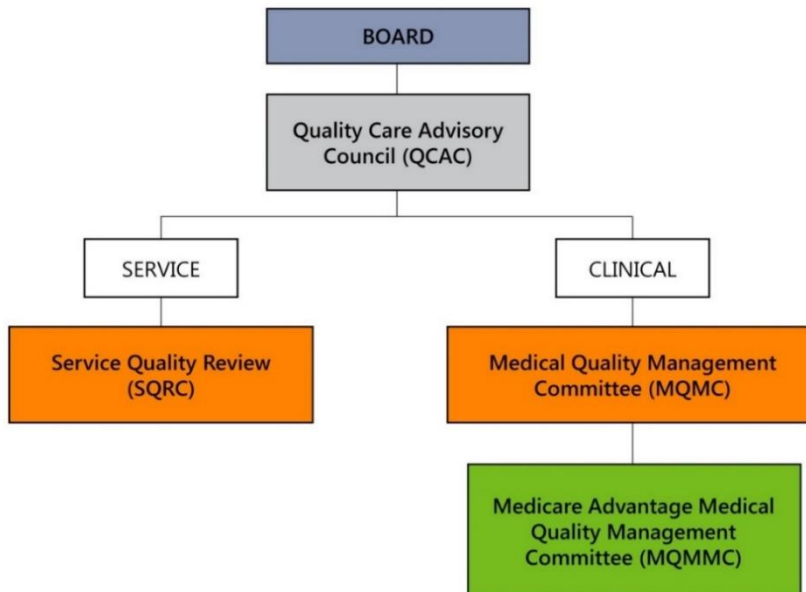 BOARD
Quality Care Advisory
Council (QCAC)
SERVICE
CLINICAL
Service Quality Review
(SQRC)
Medical Quality Management
Committee (MQMC)
Medicare Advantage Medical
Quality Management
Committee (MQMMC)